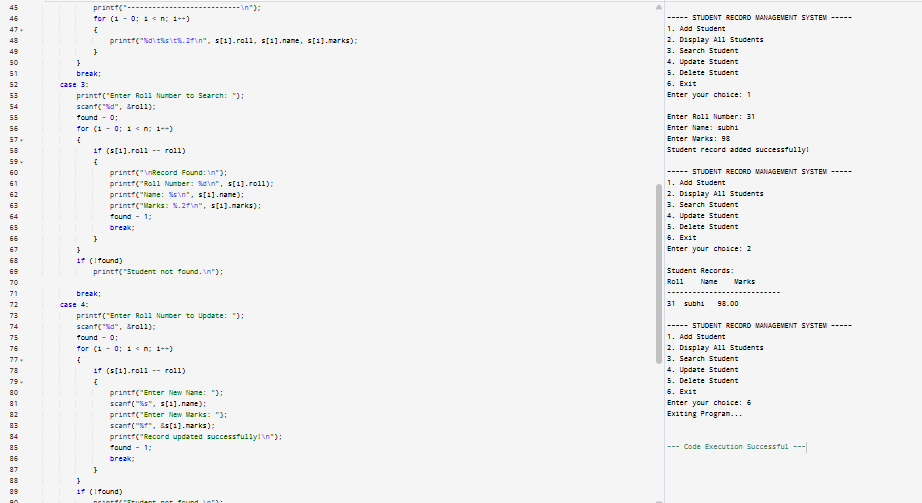 45 printf("---------------------------\n");
46 for (i = 0; i < n; i++)
47 {
48 printf("%d\t%s\t%.2f\n", s[i].roll, s[i].name, s[i].marks);
49 }
50 }
51 break;
52 case 3:
53 printf("Enter Roll Number to Search: ");
54 scanf("%d", &roll);
55 found = 0;
56 for (i = 0; i < n; i++)
57 {
58 if (s[i].roll == roll)
59 {
60 printf("\nRecord Found:\n");
61 printf("Roll Number: %d\n", s[i].roll);
62 printf("Name: %s\n", s[i].name);
63 printf("Marks: %.2f\n", s[i].marks);
64 found = 1;
65 break;
66 }
67 }
68 if (!found)
69 printf("Student not found.\n");
70
71 break;
72 case 4:
73 printf("Enter Roll Number to Update: ");
74 scanf("%d", &roll);
75 found = 0;
76 for (i = 0; i < n; i++)
77 {
78 if (s[i].roll == roll)
79 {
80 printf("Enter New Name: ");
81 scanf("%s", s[i].name);
82 printf("Enter New Marks: ");
83 scanf("%f", &s[i].marks);
84 printf("Record updated successfully!\n");
85 found = 1;
86 break;
87 }
88 }
89 if (!found)
90 printf("Student not found.\n");
----- STUDENT RECORD MANAGEMENT SYSTEM -----
1. Add Student
2. Display All Students
3. Search Student
4. Update Student
5. Delete Student
6. Exit
Enter your choice: 1
Enter Roll Number: 31
Enter Name: subhi
Enter Marks: 98
Student record added successfully!
----- STUDENT RECORD MANAGEMENT SYSTEM -----
1. Add Student
2. Display All Students
3. Search Student
4. Update Student
5. Delete Student
6. Exit
Enter your choice: 2
Student Records:
Roll Name Marks
---------------------------
31 subhi 98.00
----- STUDENT RECORD MANAGEMENT SYSTEM -----
1. Add Student
2. Display All Students
3. Search Student
4. Update Student
5. Delete Student
6. Exit
Enter your choice: 6
Exiting Program...
--- Code Execution Successful ---